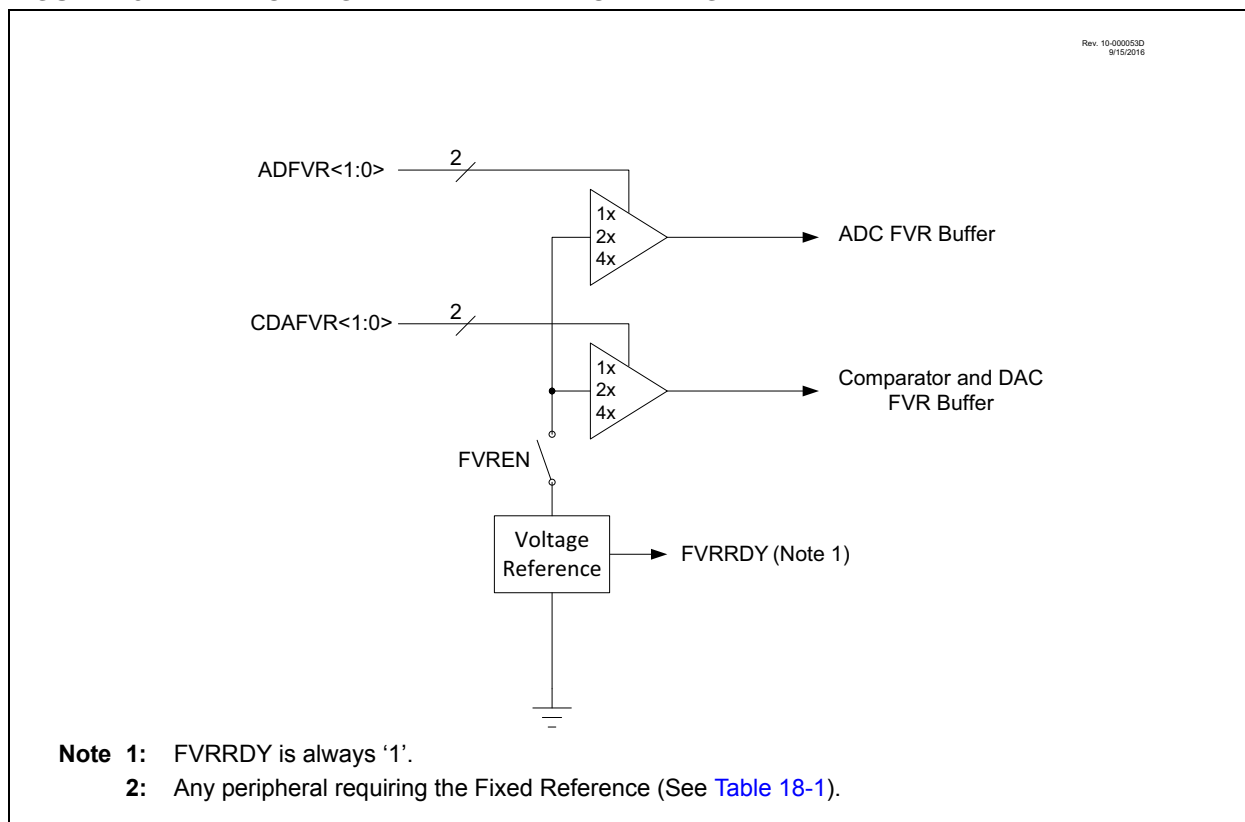 Rev. 10-000053D
9/15/2016
ADFVR<1:0>
2
1x
2x
4x
ADC FVR Buffer
CDAFVR<1:0>
2
1x
2x
4x
Comparator and DAC
FVR Buffer
FVREN
Voltage
Reference
FVRRDY (Note 1)
Note 1: FVRRDY is always ‘1’.
2: Any peripheral requiring the Fixed Reference (See Table 18-1).